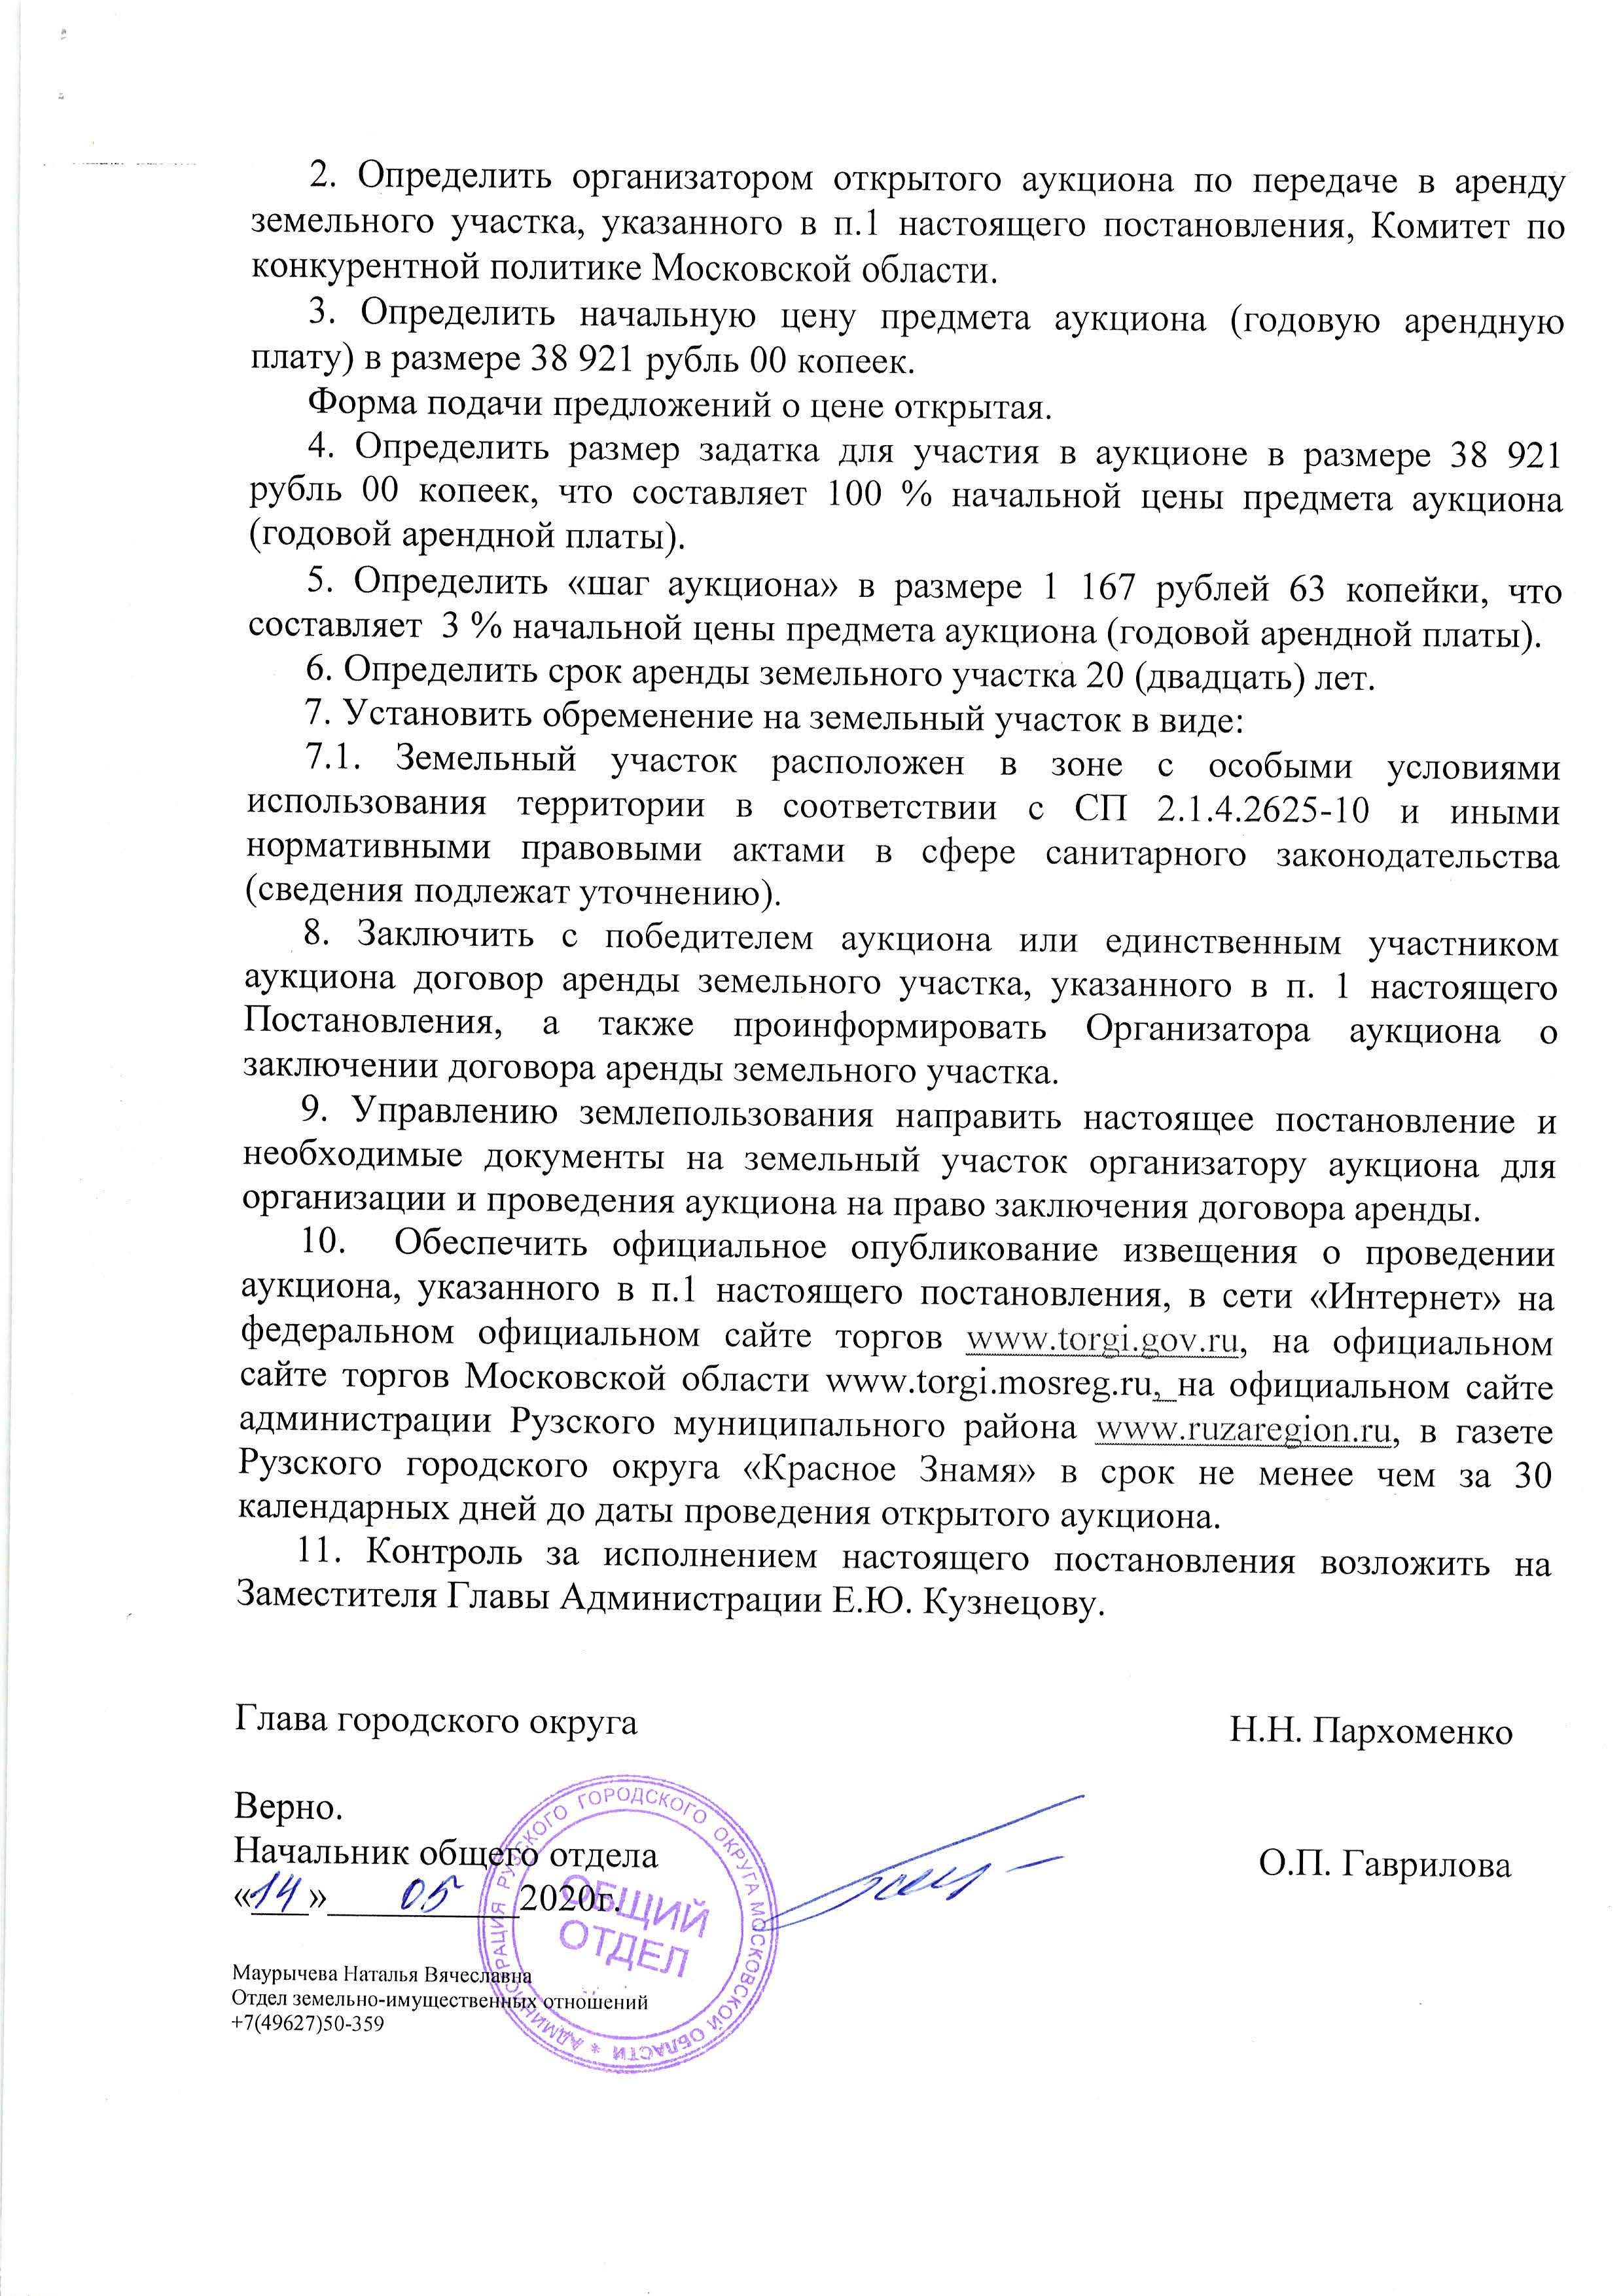 2. Определить организатором открытого аукциона по передаче в аренду
земельного участка, указанного в п.1 настоящего постановления, Комитет по
конкурентной политике Московской области.
3. Определить начальную цену предмета аукциона (годовую арендную
плату) в размере 38 921 рубль 00 копеек.
Форма подачи предложений о цене открытая.
4. Определить размер задатка для участия в аукционе в размере 38 921
рубль 00 копеек, что составляет 100 % начальной цены предмета аукциона
(годовой арендной платы).
5. Определить «шаг аукциона» в размере 1 167 рублей 63 копейки, что
составляет 3 % начальной цены предмета аукциона (годовой арендной платы).
6. Определить срок аренды земельного участка 20 (двадцать) лет.
7. Установить обременение на земельный участок в виде:
7.1. Земельный участок расположен в зоне с особыми условиями
использования территории в соответствии с СП 2.1.4.2625-10 и иными
нормативными правовыми актами в сфере санитарного законодательства
(сведения подлежат уточнению).
8. Заключить с победителем аукциона или единственным участником
аукциона договор аренды земельного участка, указанного в п. 1 настоящего
Постановления, а также проинформировать Организатора аукциона о
заключении договора аренды земельного участка.
9. Управлению землепользования направить настоящее постановление и
необходимые документы на земельный участок организатору аукциона для
организации и проведения аукциона на право заключения договора аренды.
10. Обеспечить официальное опубликование извещения о проведении
аукциона, указанного в п.1 настоящего постановления, в сети «Интернет» на
федеральном официальном сайте торгов www.torgi.gov.ru, на официальном
сайте торгов Московской области www.torgi.mosreg.ru, на официальном сайте
администрации Рузского муниципального района www.ruzaregion.ru, в газете
Рузского городского округа «Красное Знамя» в срок не менее чем за 30
календарных дней до даты проведения открытого аукциона.
11. Контроль за исполнением настоящего постановления возложить на
Заместителя Главы Администрации Е.Ю. Кузнецову.
Глава городского округа Н.Н. Пархоменко
Верно.
Начальник общего отдела О.П. Гаврилова
«14» 05 2020г.
Маурычева Наталья Вячеславна
Отдел земельно-имущественных отношений
+7(49627)50-359
* АДМИНИСТРАЦИЯ РУЗСКОГО ГОРОДСКОГО ОКРУГА МОСКОВСКОЙ ОБЛАСТИ
ОБЩИЙ
ОТДЕЛ